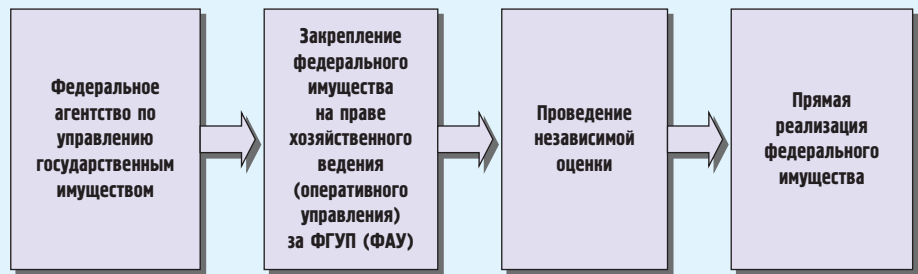 Федеральное
агентство по
управлению
государственным
имуществом
Закрепление
федерального
имущества
на праве
хозяйственного
ведения
(оперативного
управления)
за ФГУП (ФАУ)
Проведение
независимой
оценки
Прямая
реализация
федерального
имущества